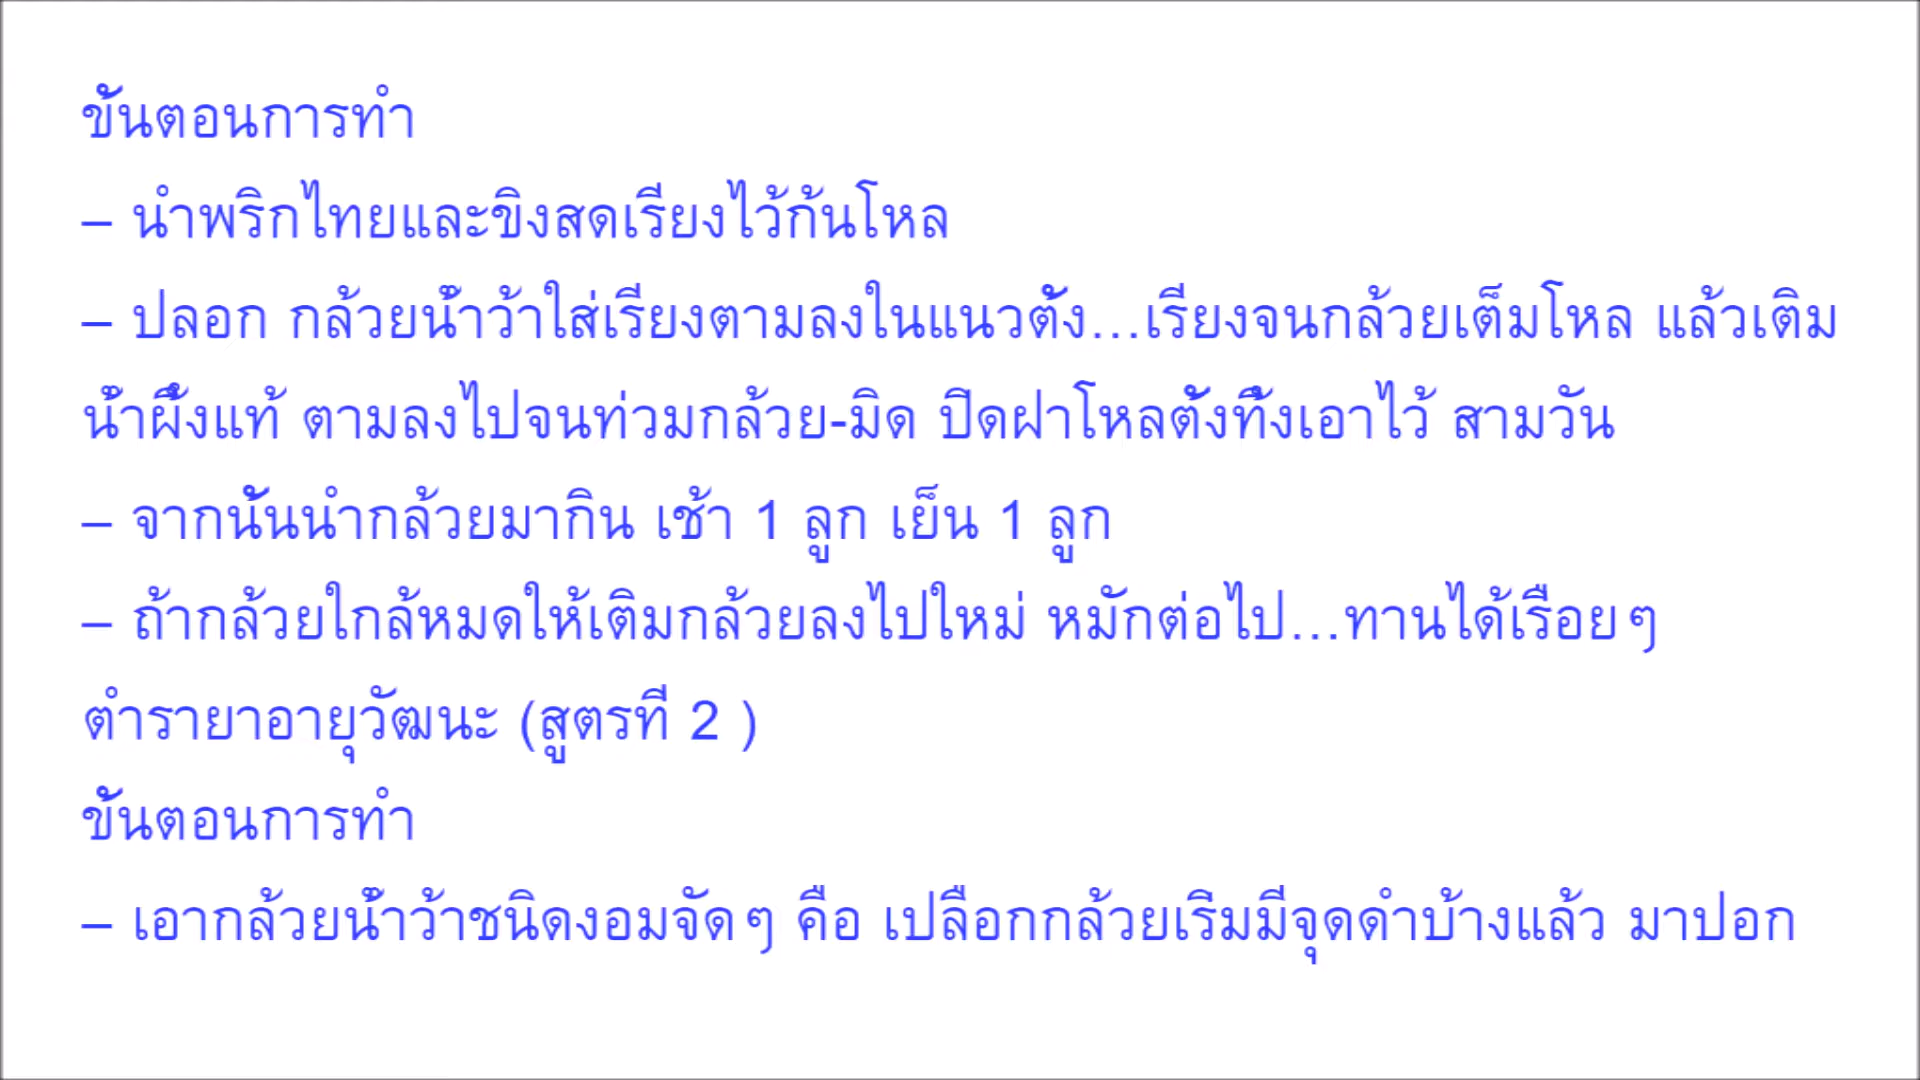 ขั้นตอนการทำ
– นำพริกไทยและขิงสดเรียงไว้ก้นโหล
– ปลอก กล้วยน้ำว้าใส่เรียงตามลงในแนวตั้ง...เรียงจนกล้วยเต็มโหล แล้วเติม
น้ำผึ้งแท้ ตามลงไปจนท่วมกล้วย-มิด ปิดฝาโหลตั้งทิ้งเอาไว้ สามวัน
– จากนั้นนำกล้วยมากิน เช้า 1 ลูก เย็น 1 ลูก
– ถ้ากล้วยใกล้หมดให้เติมกล้วยลงไปใหม่ หมักต่อไป...ทานได้เรื่อยๆ
ตำรายาอายุวัฒนะ (สูตรที่ 2 )
ขั้นตอนการทำ
– เอากล้วยน้ำว้าชนิดงอมจัดๆ คือ เปลือกกล้วยเริ่มมีจุดดำบ้างแล้ว มาปอก